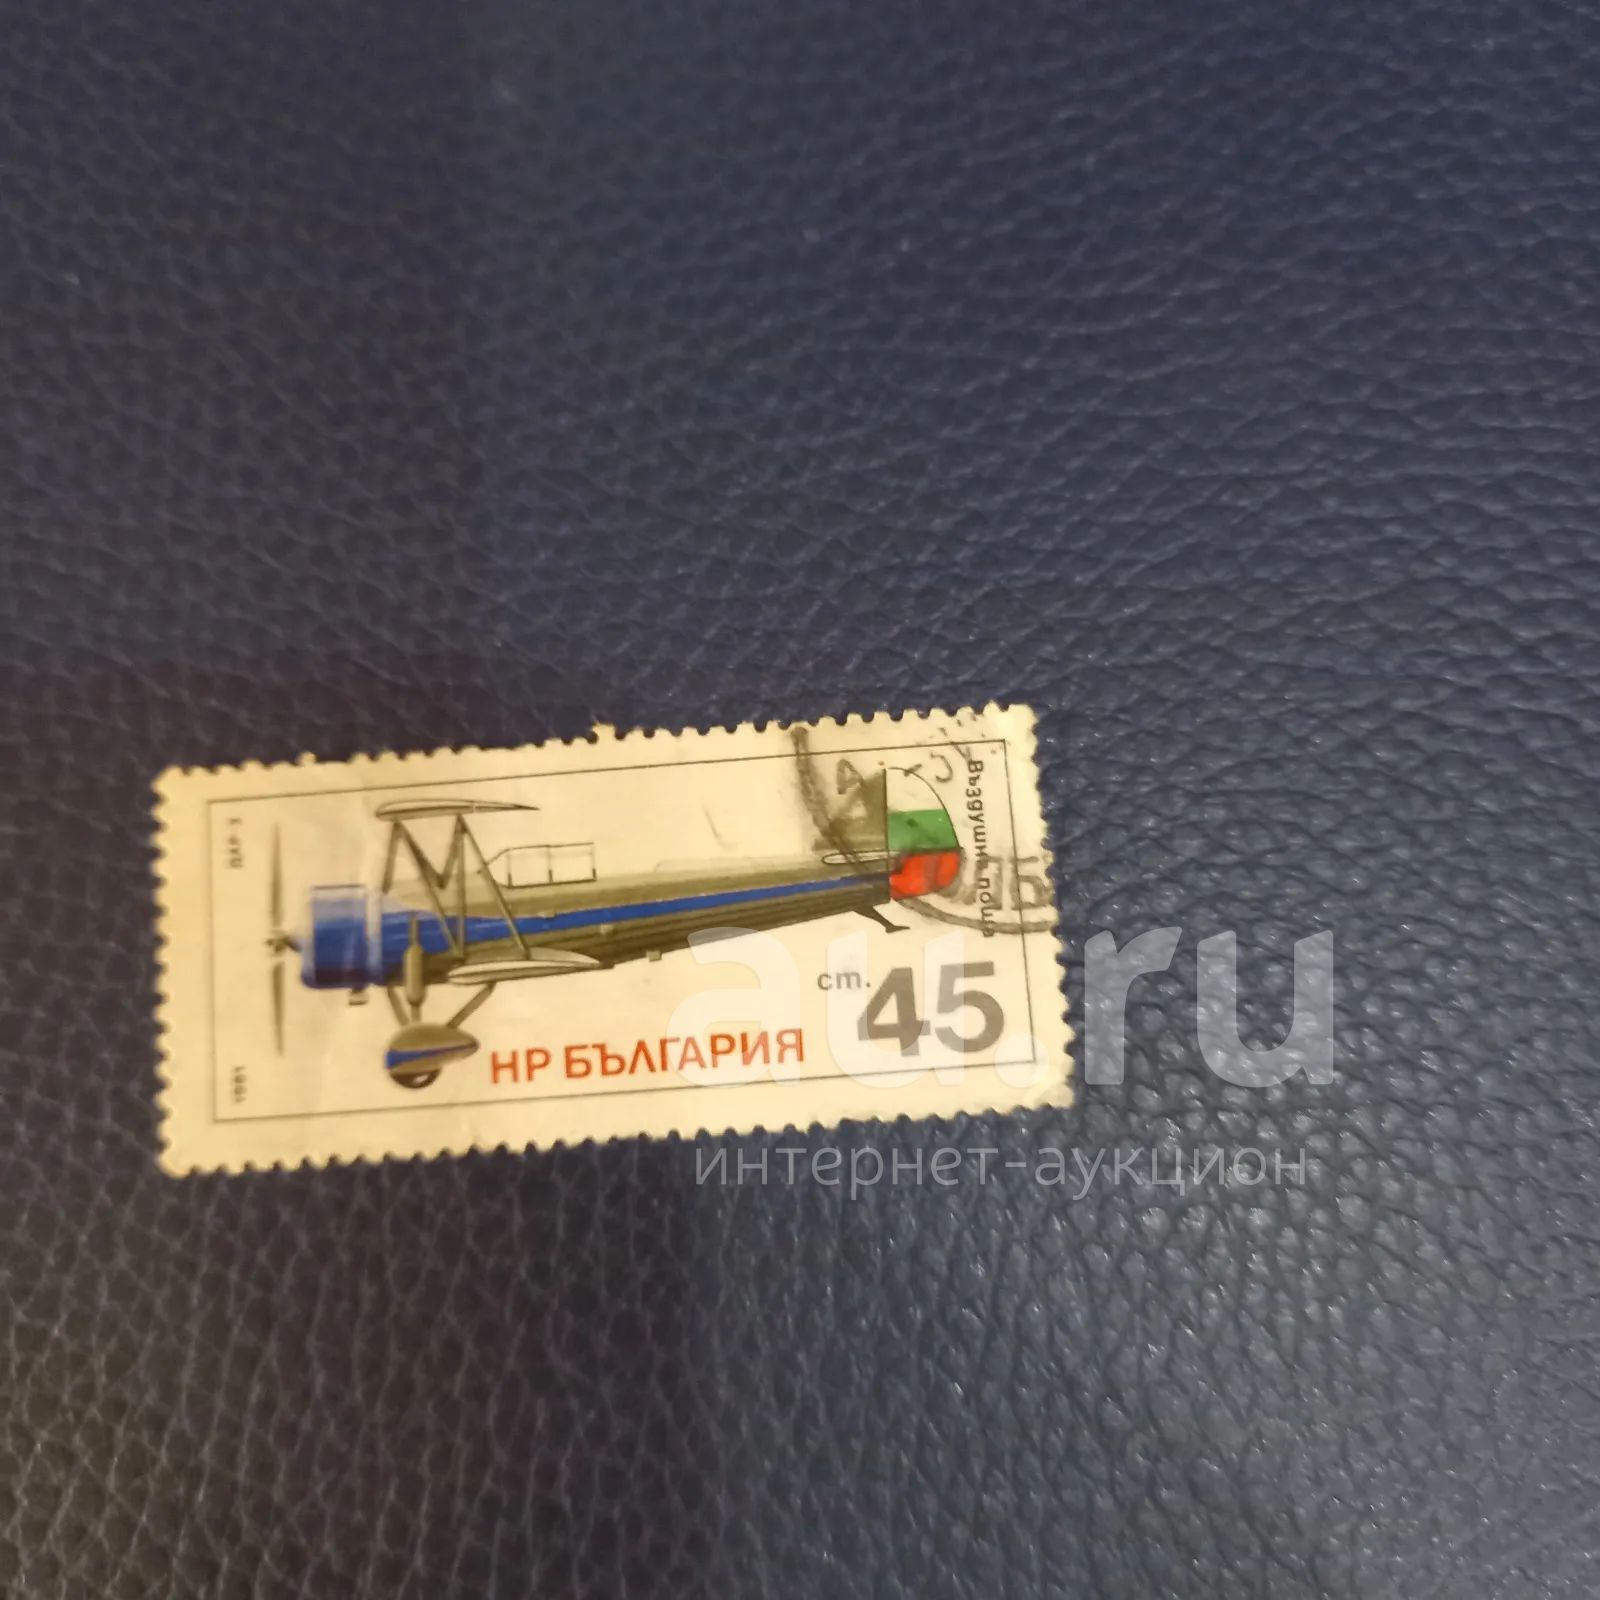 Въздушна поща
ДАР-3
1981
ст. 45
НР БЪЛГАРИЯ
au.ru
интернет-аукцион